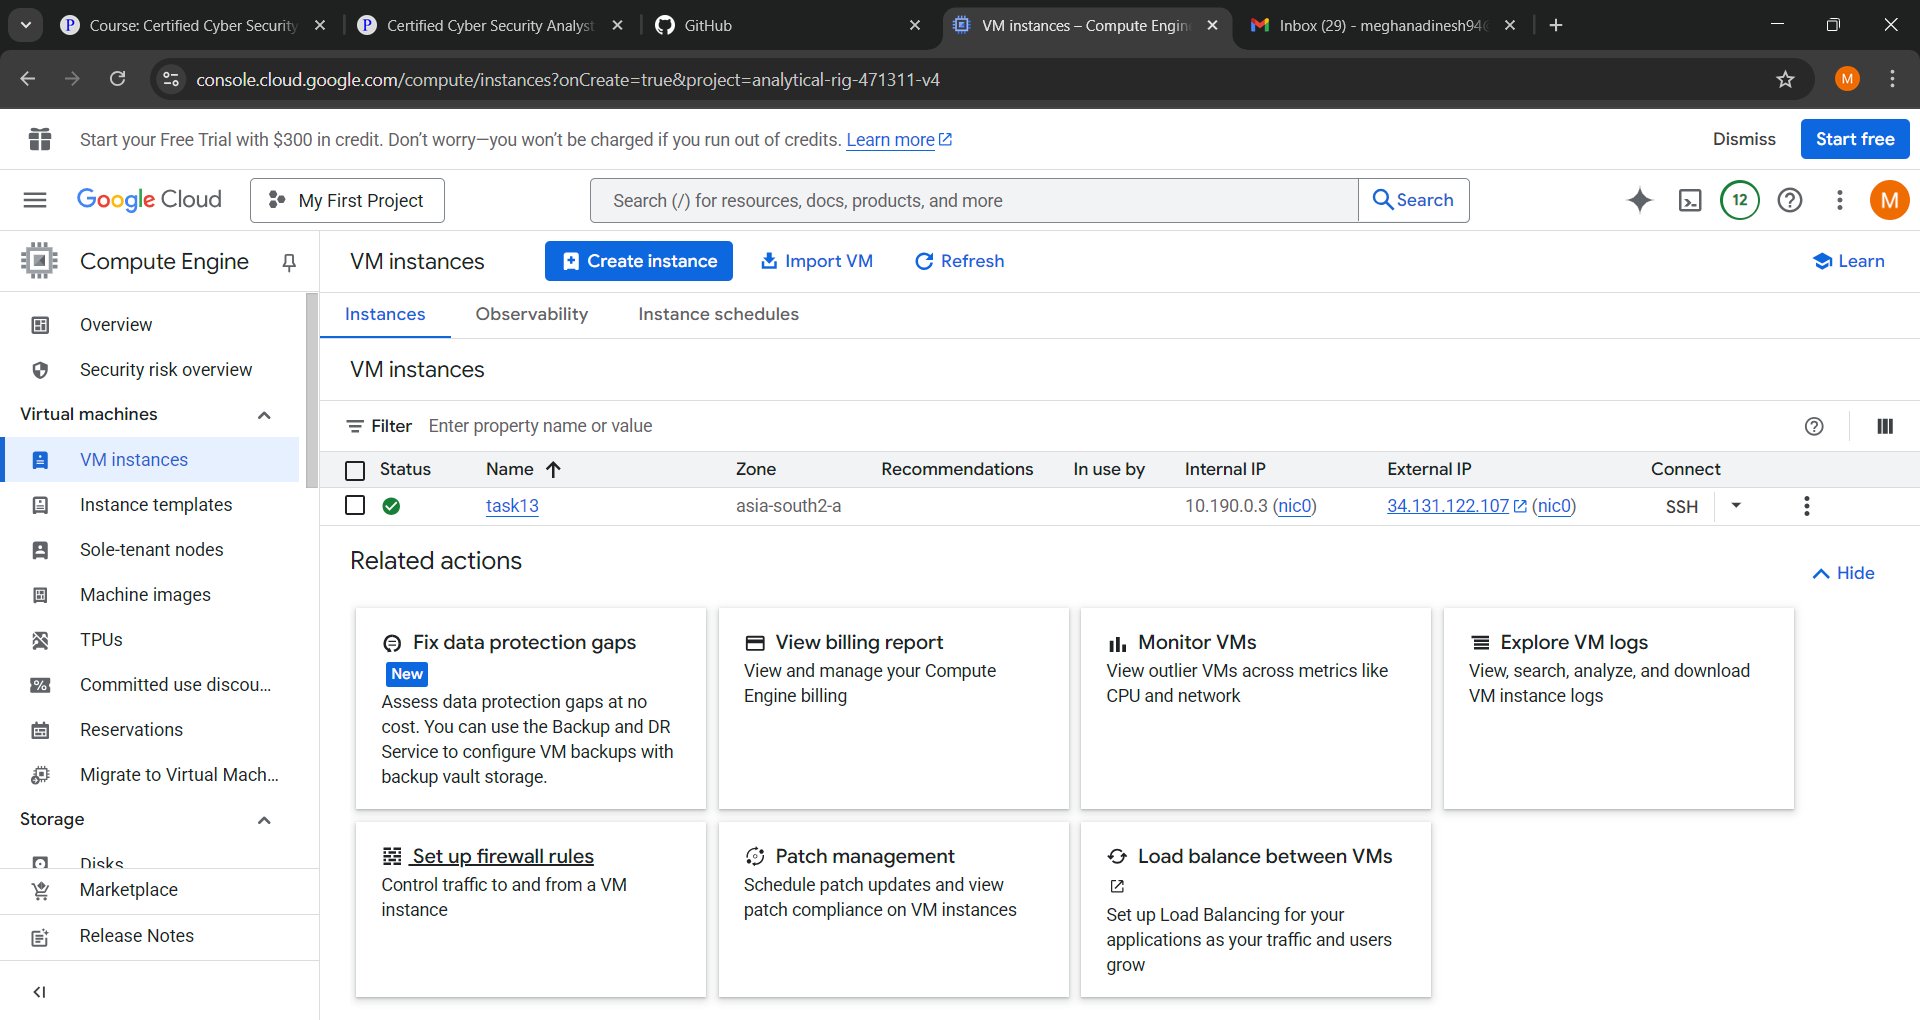 Course: Certified Cyber Security
Certified Cyber Security Analyst
GitHub
VM instances – Compute Engin
Inbox (29) - meghanadinesh94
console.cloud.google.com/compute/instances?onCreate=true&project=analytical-rig-471311-v4
M
Start your Free Trial with $300 in credit. Don't worry—you won't be charged if you run out of credits. Learn more
Dismiss
Start free
Google Cloud
My First Project
Search (/) for resources, docs, products, and more
Search
12
M
Compute Engine
VM instances
Create instance
Import VM
Refresh
Learn
Overview
Security risk overview
Virtual machines
VM instances
Instance templates
Sole-tenant nodes
Machine images
TPUs
Committed use discou...
Reservations
Migrate to Virtual Mach...
Storage
Disks
Marketplace
Release Notes
Instances
Observability
Instance schedules
VM instances
Filter Enter property name or value
Status Name Zone Recommendations In use by Internal IP External IP Connect
task13 asia-south2-a 10.190.0.3 (nic0) 34.131.122.107 (nic0) SSH
Related actions
Hide
Fix data protection gaps
New
Assess data protection gaps at no
cost. You can use the Backup and DR
Service to configure VM backups with
backup vault storage.
View billing report
View and manage your Compute
Engine billing
Monitor VMs
View outlier VMs across metrics like
CPU and network
Explore VM logs
View, search, analyze, and download
VM instance logs
Set up firewall rules
Control traffic to and from a VM
instance
Patch management
Schedule patch updates and view
patch compliance on VM instances
Load balance between VMs
Set up Load Balancing for your
applications as your traffic and users
grow